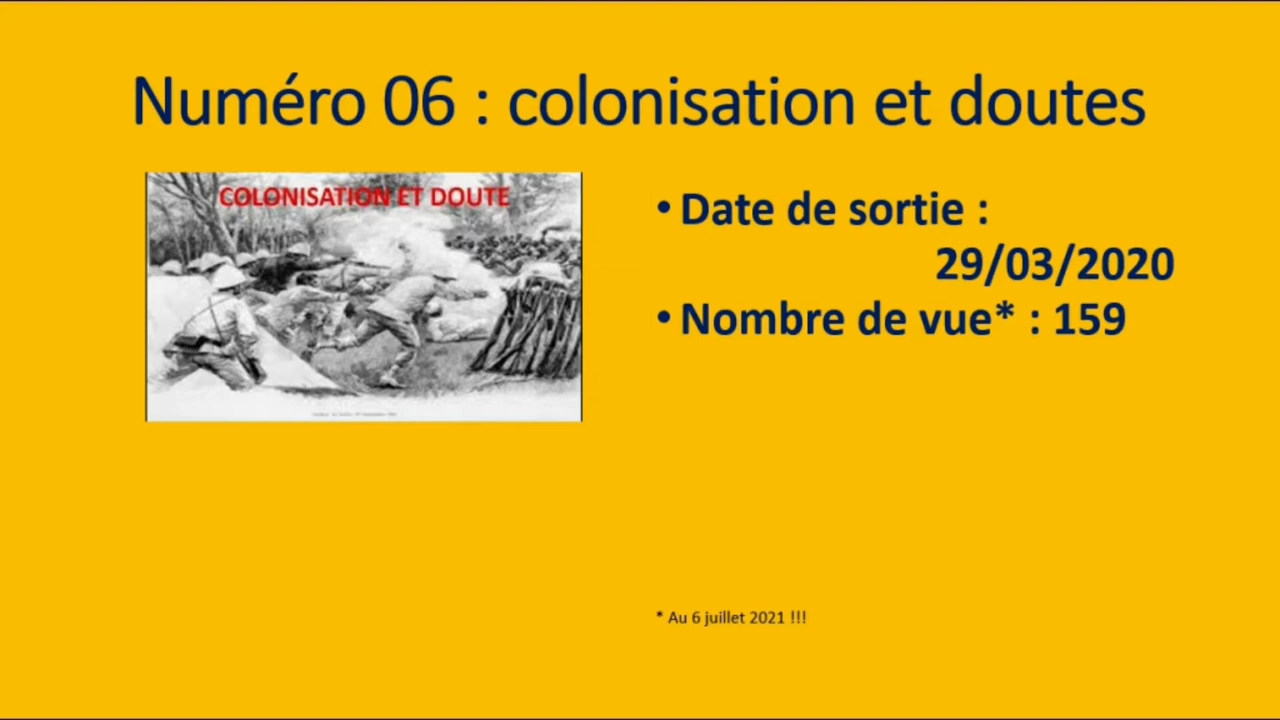 Numéro 06 : colonisation et doutes
COLONISATION ET DOUTE
• Date de sortie :
29/03/2020
• Nombre de vue* : 159
* Au 6 juillet 2021 !!!